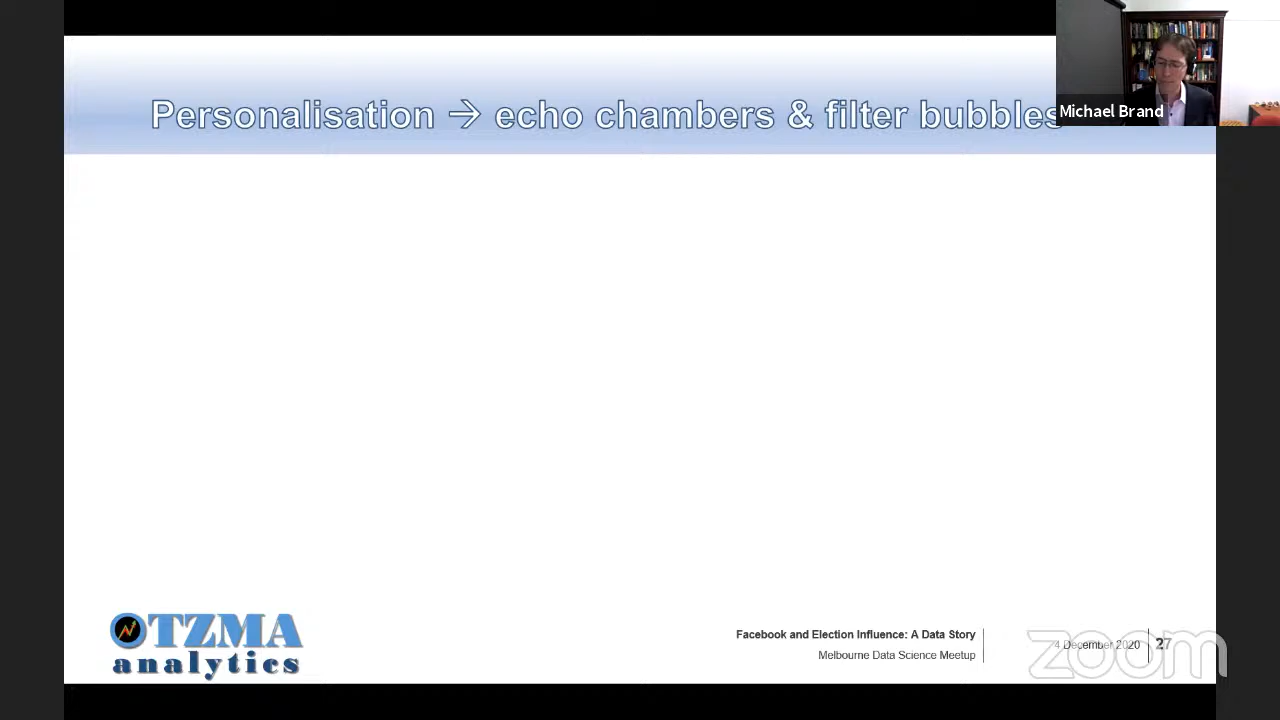 Personalisation → echo chambers & filter bubbles
Michael Brand
OTZMA
analytics
Facebook and Election Influence: A Data Story
Melbourne Data Science Meetup
4 December 2020
27
zoom